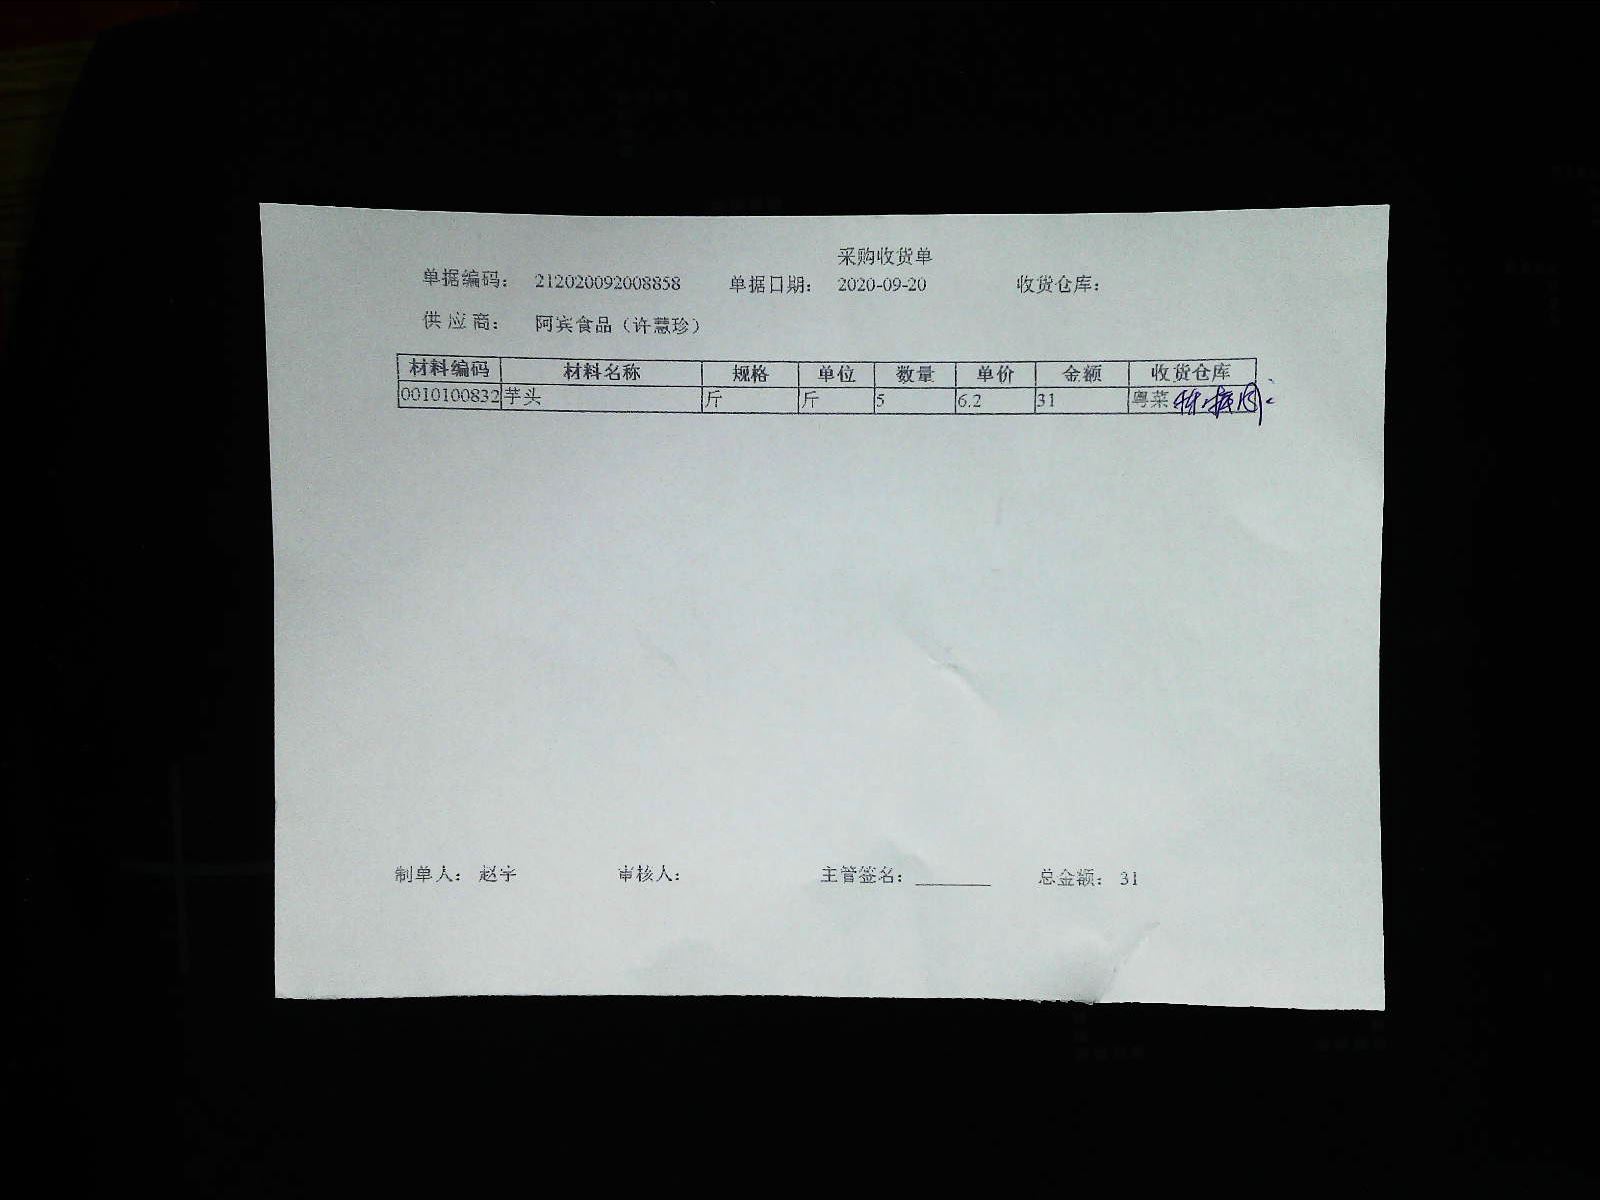 采购收货单
单据编码： 212020092008858 单据日期： 2020-09-20 收货仓库：
供应商： 阿宾食品（许慧珍）
材料编码 材料名称 规格 单位 数量 单价 金额 收货仓库
0010100832 芋头 斤 斤 5 6.2 31 粤菜
制单人： 赵宇 审核人： 主管签名： ________ 总金额： 31